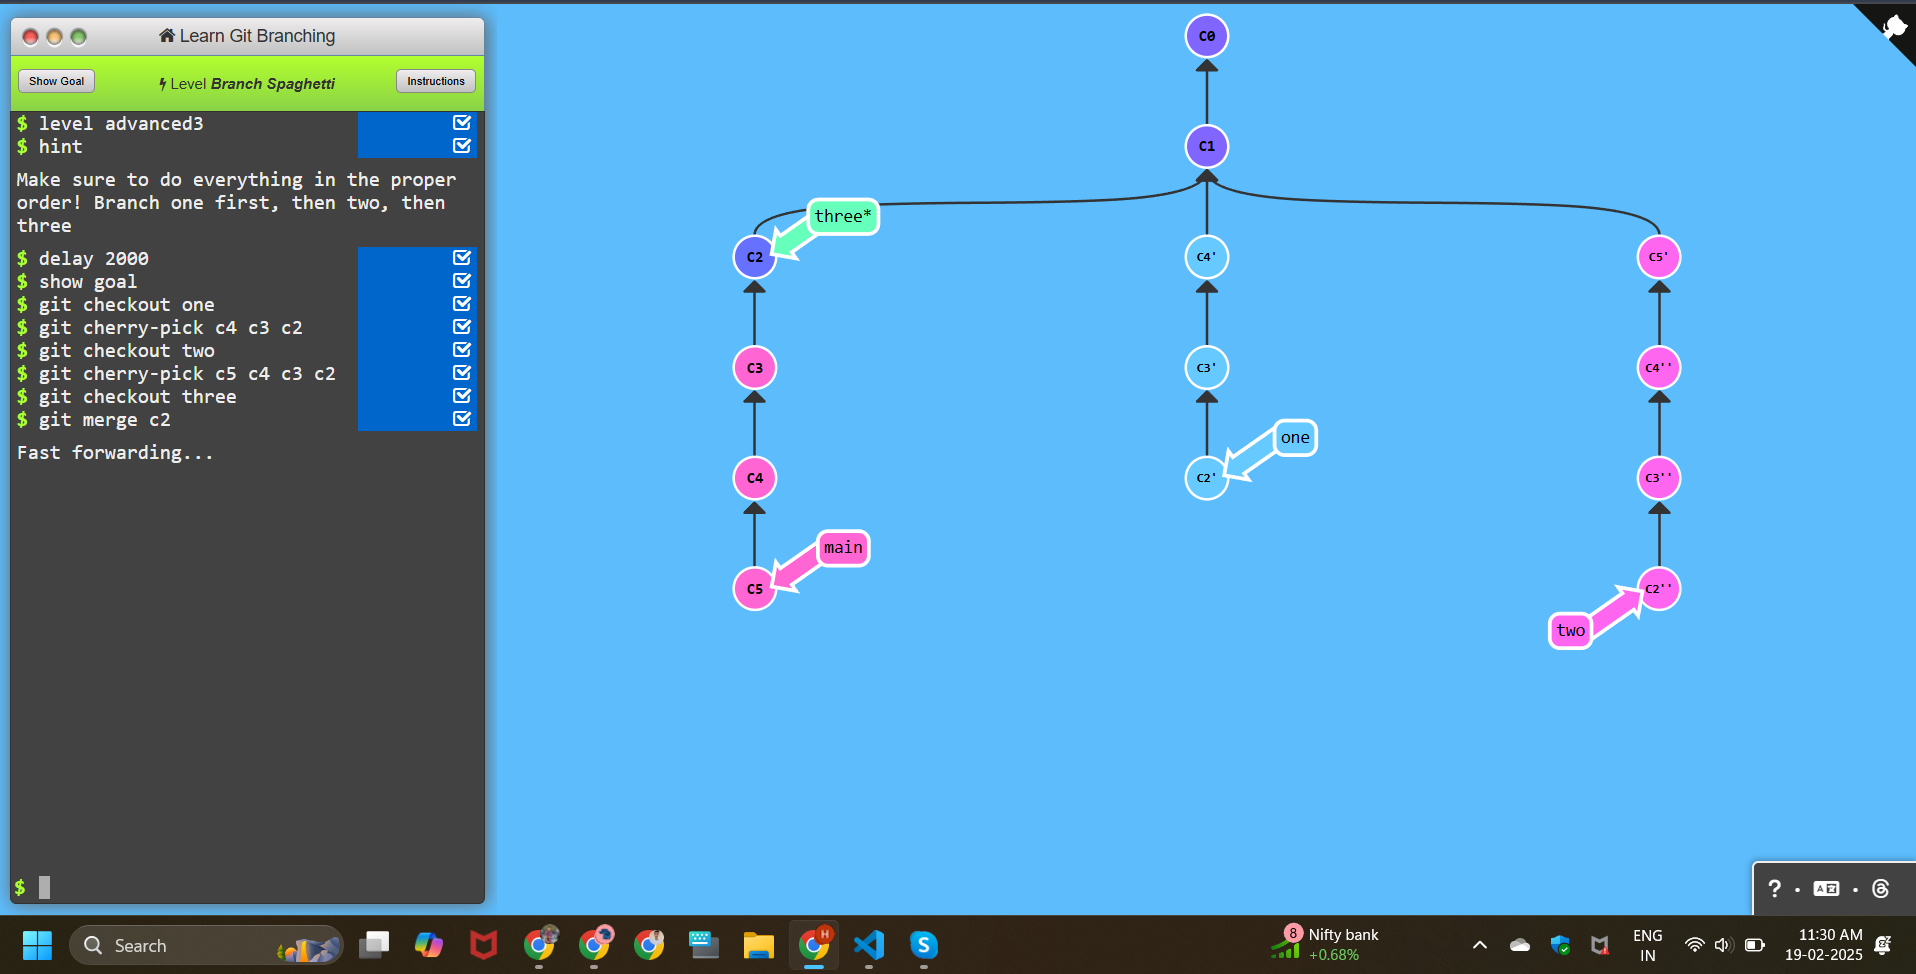 Learn Git Branching
Show Goal
Level Branch Spaghetti
Instructions
$ level advanced3
$ hint
Make sure to do everything in the proper
order! Branch one first, then two, then
three
$ delay 2000
$ show goal
$ git checkout one
$ git cherry-pick c4 c3 c2
$ git checkout two
$ git cherry-pick c5 c4 c3 c2
$ git checkout three
$ git merge c2
Fast forwarding...
$
C0
C1
three*
C2
C4'
C5'
C3
C3'
C4''
one
C4
C2'
C3''
main
C5
C2''
two
?
Search
H
S
8
Nifty bank
+0.68%
ENG
IN
11:30 AM
19-02-2025